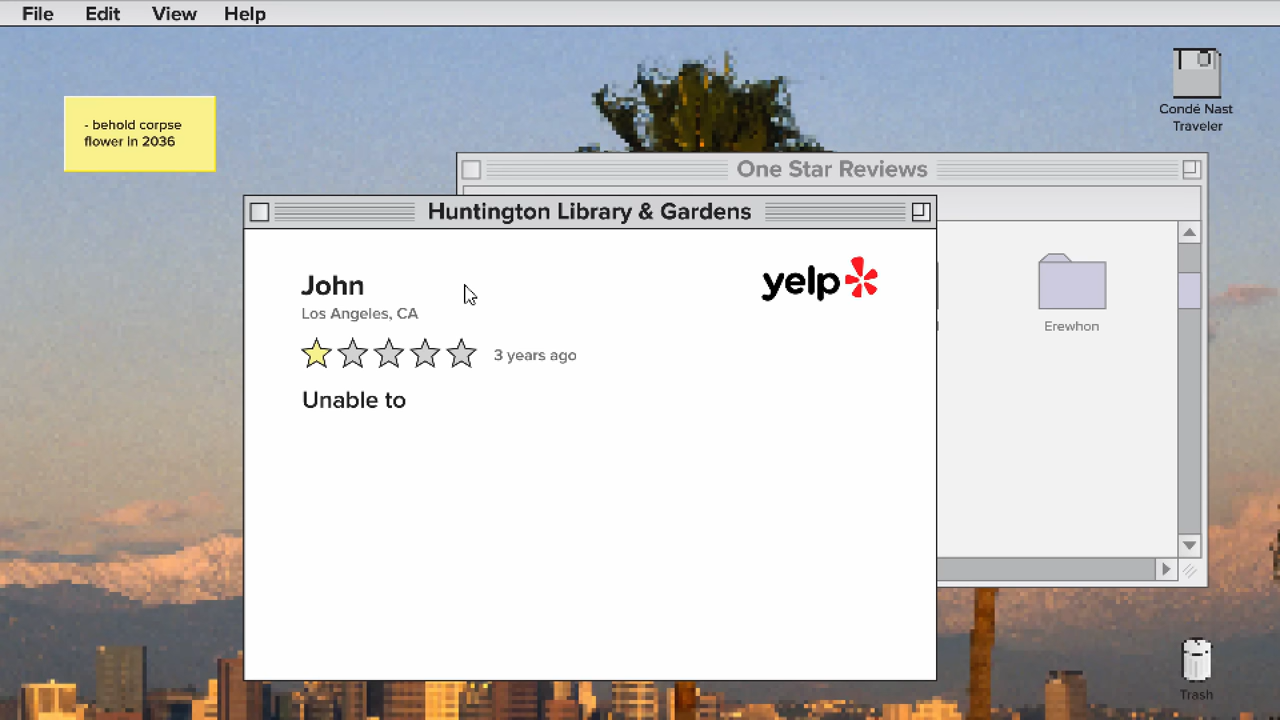 File Edit View Help
- behold corpse
flower in 2036
Condé Nast
Traveler
One Star Reviews
Huntington Library & Gardens
John
yelp
Los Angeles, CA
3 years ago
Unable to
Erewhon
Trash